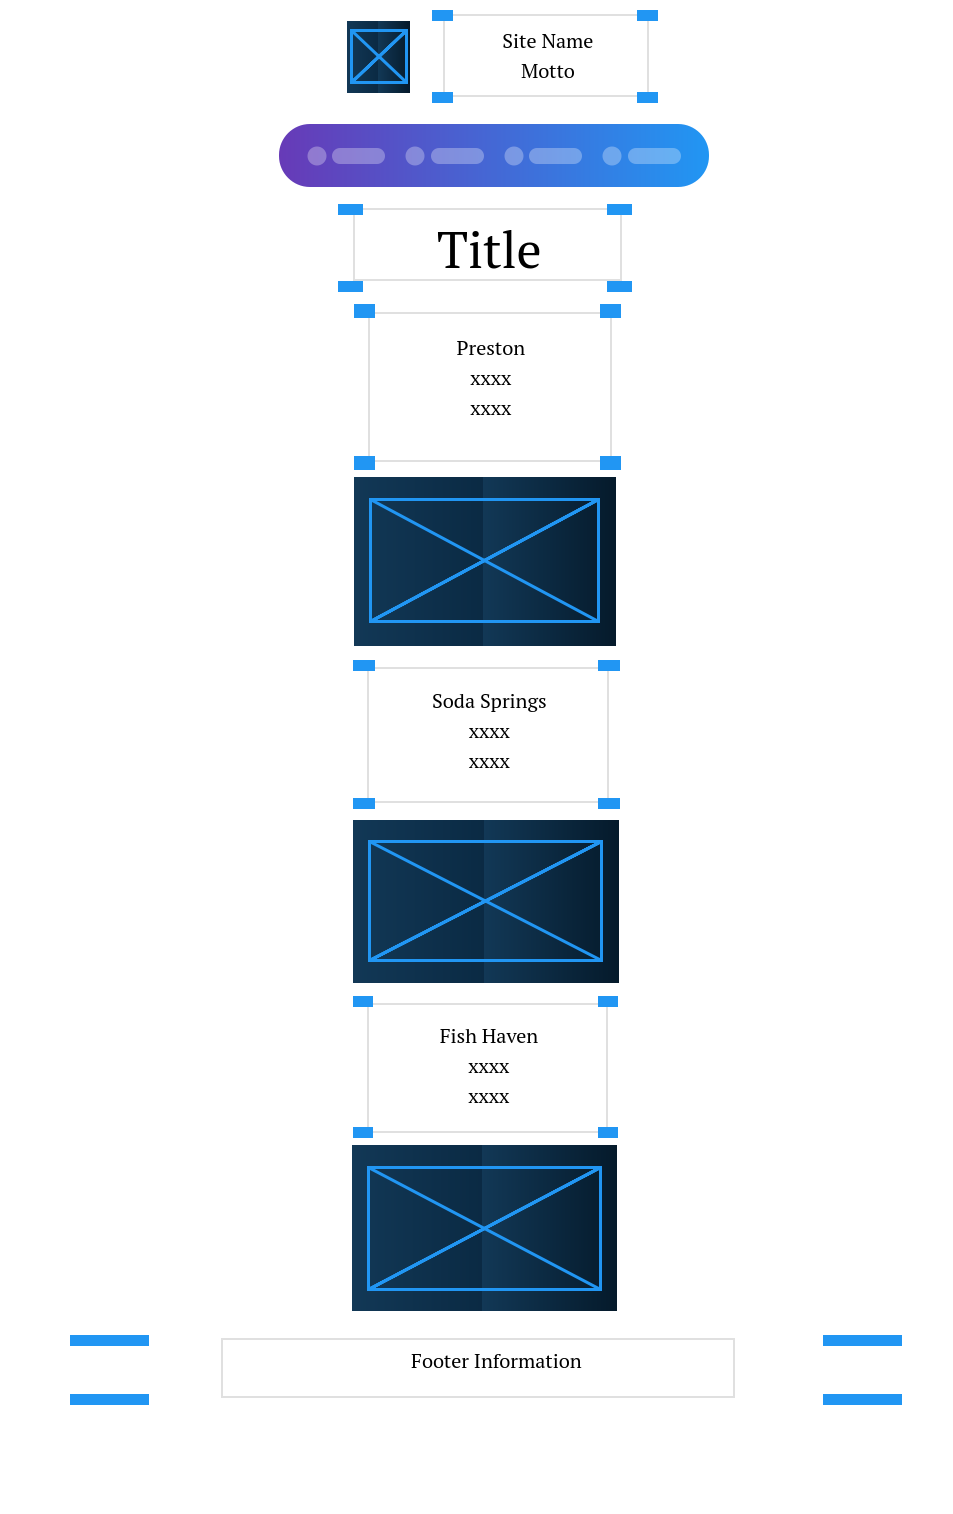 Site Name
Motto
Title
Preston
xxxx
xxxx
Soda Springs
xxxx
xxxx
Fish Haven
xxxx
xxxx
Footer Information